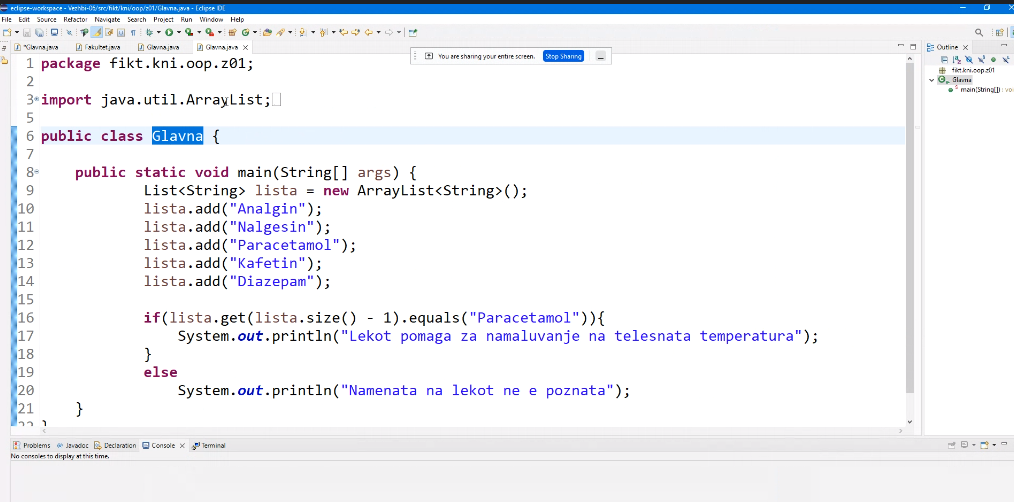 eclipse-workspace - Vezhbi-06/fikt/kni/oop/z01/Glavna.java - Eclipse IDE
File Edit Source Refactor Navigate Search Project Run Window Help
*Glavna.java Fakultet.java Glavna.java Glavna.java
You are sharing your entire screen. Stop Sharing
Outline
fikt.kni.oop.z01
Glavna
main(String[]) : vo
1 package fikt.kni.oop.z01;
2
3 import java.util.ArrayList;
5
6 public class Glavna {
7
8 public static void main(String[] args) {
9 List<String> lista = new ArrayList<String>();
10 lista.add("Analgin");
11 lista.add("Nalgesin");
12 lista.add("Paracetamol");
13 lista.add("Kafetin");
14 lista.add("Diazepam");
15
16 if(lista.get(lista.size() - 1).equals("Paracetamol")){
17 System.out.println("Lekot pomaga za namaluvanje na telesnata temperatura");
18 }
19 else
20 System.out.println("Namenata na lekot ne e poznata");
21 }
22 }
Problems Javadoc Declaration Console Terminal
No consoles to display at this time.